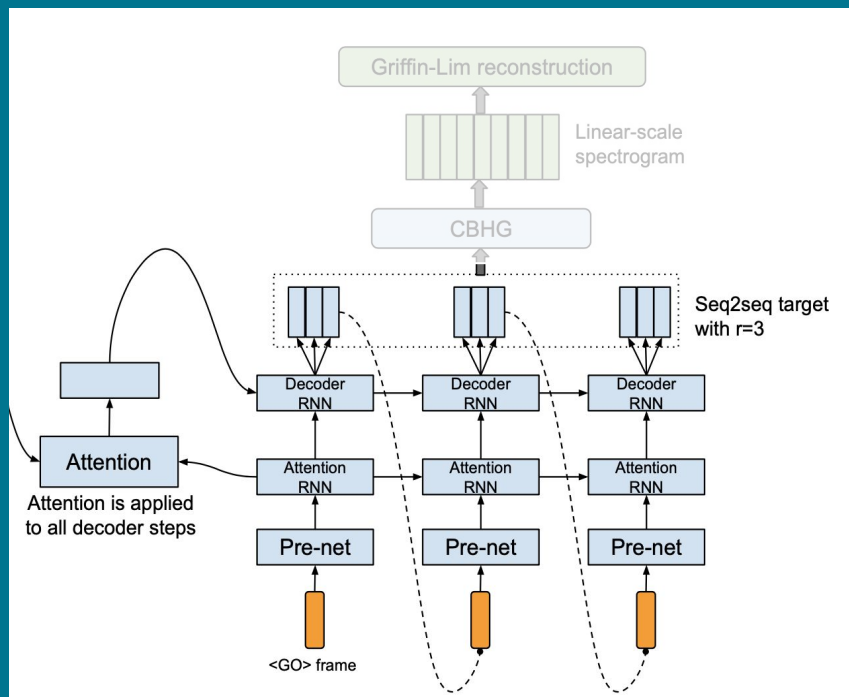 Griffin-Lim reconstruction
Linear-scale
spectrogram
CBHG
Seq2seq target
with r=3
Decoder
RNN
Decoder
RNN
Decoder
RNN
Attention
Attention is applied
to all decoder steps
Attention
RNN
Attention
RNN
Attention
RNN
Pre-net
Pre-net
Pre-net
<GO> frame